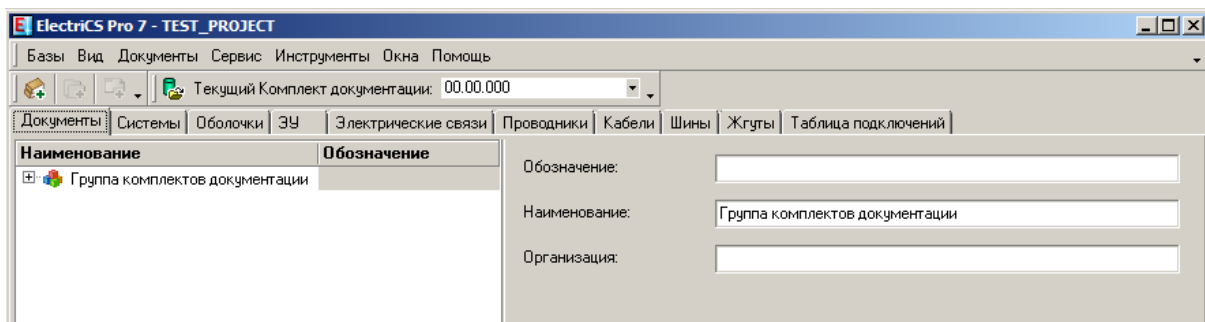 ElectriCS Pro 7 - TEST_PROJECT
Базы Вид Документы Сервис Инструменты Окна Помощь
Текущий Комплект документации: 00.00.000
Документы Системы Оболочки ЭУ Электрические связи Проводники Кабели Шины Жгуты Таблица подключений
Наименование Обозначение
Группа комплектов документации
Обозначение:
Наименование: Группа комплектов документации
Организация: